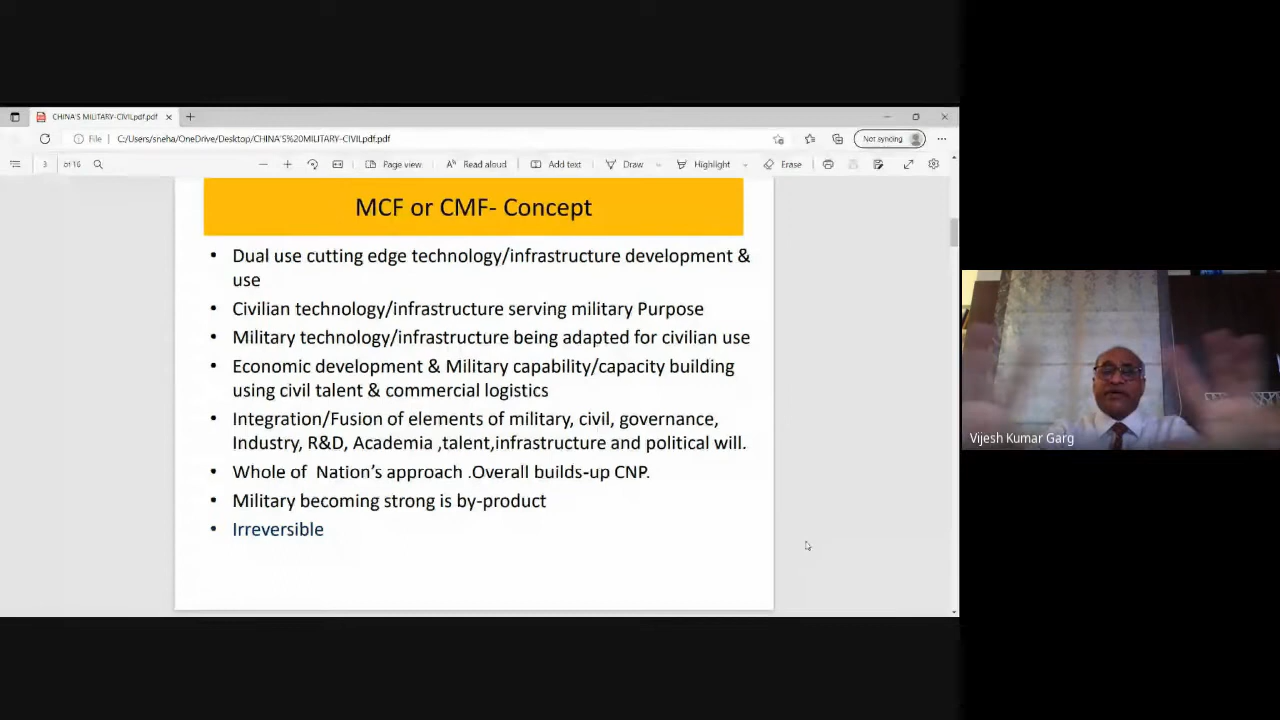 CHINA'S MILITARY-CIVILpdf.pdf
File
C:/Users/sneha/OneDrive/Desktop/CHINA'S%20MILITARY-CIVILpdf.pdf
Not syncing
3 of 16
Page view
Read aloud
Add text
Draw
Highlight
Erase
MCF or CMF- Concept
• Dual use cutting edge technology/infrastructure development &
use
• Civilian technology/infrastructure serving military Purpose
• Military technology/infrastructure being adapted for civilian use
• Economic development & Military capability/capacity building
using civil talent & commercial logistics
• Integration/Fusion of elements of military, civil, governance,
Industry, R&D, Academia ,talent,infrastructure and political will.
• Whole of Nation's approach .Overall builds-up CNP.
• Military becoming strong is by-product
• Irreversible
Vijesh Kumar Garg